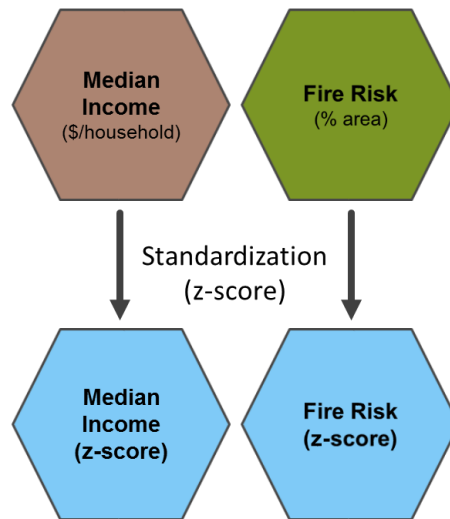 Median
Income
($/household)
Fire Risk
(% area)
Standardization
(z-score)
Median
Income
(z-score)
Fire Risk
(z-score)